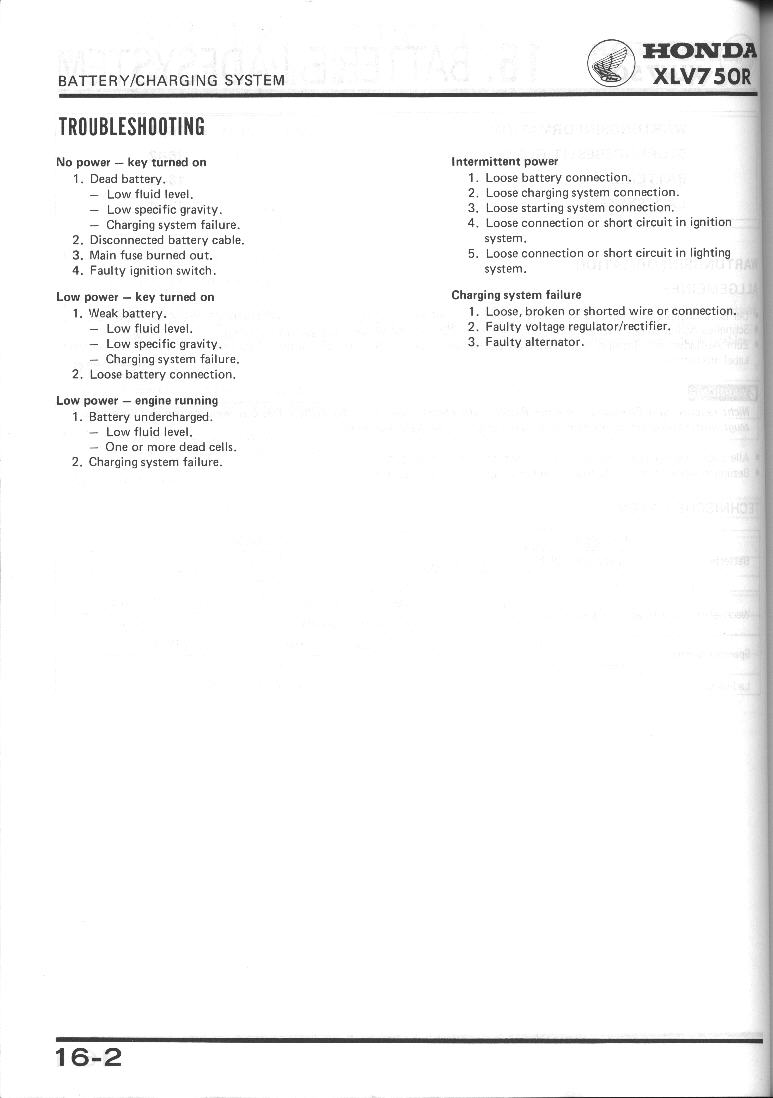 BATTERY/CHARGING SYSTEM
HONDA
XLV750R
TROUBLESHOOTING
No power – key turned on
1. Dead battery.
– Low fluid level.
– Low specific gravity.
– Charging system failure.
2. Disconnected battery cable.
3. Main fuse burned out.
4. Faulty ignition switch.
Low power – key turned on
1. Weak battery.
– Low fluid level.
– Low specific gravity.
– Charging system failure.
2. Loose battery connection.
Low power – engine running
1. Battery undercharged.
– Low fluid level.
– One or more dead cells.
2. Charging system failure.
Intermittent power
1. Loose battery connection.
2. Loose charging system connection.
3. Loose starting system connection.
4. Loose connection or short circuit in ignition
system.
5. Loose connection or short circuit in lighting
system.
Charging system failure
1. Loose, broken or shorted wire or connection.
2. Faulty voltage regulator/rectifier.
3. Faulty alternator.
16-2